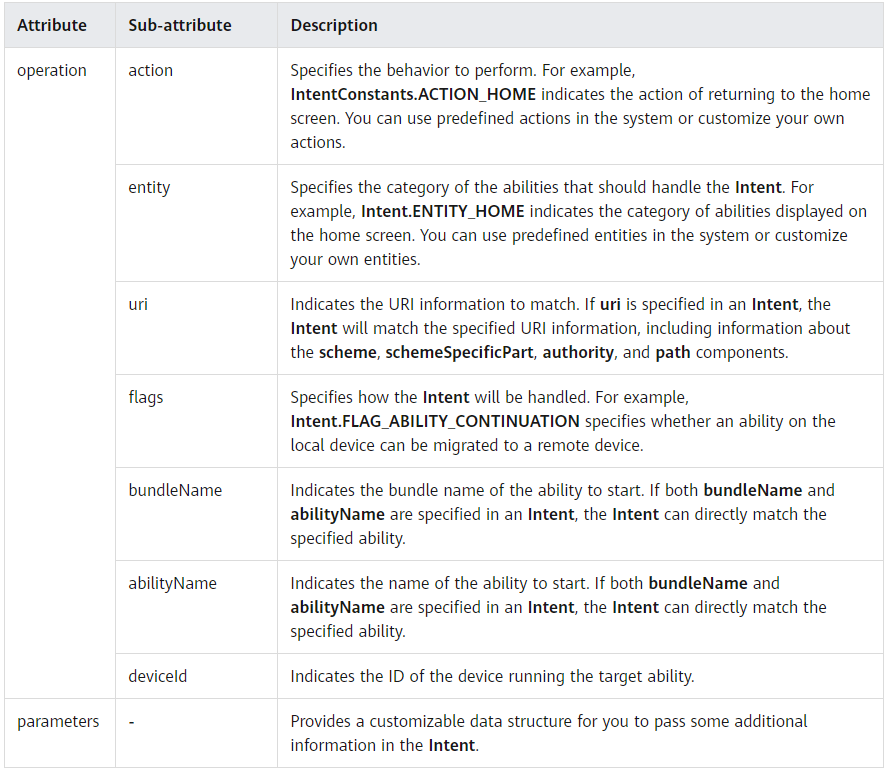 Attribute Sub-attribute Description
operation action Specifies the behavior to perform. For example,
IntentConstants.ACTION_HOME indicates the action of returning to the home
screen. You can use predefined actions in the system or customize your own
actions.
entity Specifies the category of the abilities that should handle the Intent. For
example, Intent.ENTITY_HOME indicates the category of abilities displayed on
the home screen. You can use predefined entities in the system or customize
your own entities.
uri Indicates the URI information to match. If uri is specified in an Intent, the
Intent will match the specified URI information, including information about
the scheme, schemeSpecificPart, authority, and path components.
flags Specifies how the Intent will be handled. For example,
Intent.FLAG_ABILITY_CONTINUATION specifies whether an ability on the
local device can be migrated to a remote device.
bundleName Indicates the bundle name of the ability to start. If both bundleName and
abilityName are specified in an Intent, the Intent can directly match the
specified ability.
abilityName Indicates the name of the ability to start. If both bundleName and
abilityName are specified in an Intent, the Intent can directly match the
specified ability.
deviceId Indicates the ID of the device running the target ability.
parameters - Provides a customizable data structure for you to pass some additional
information in the Intent.